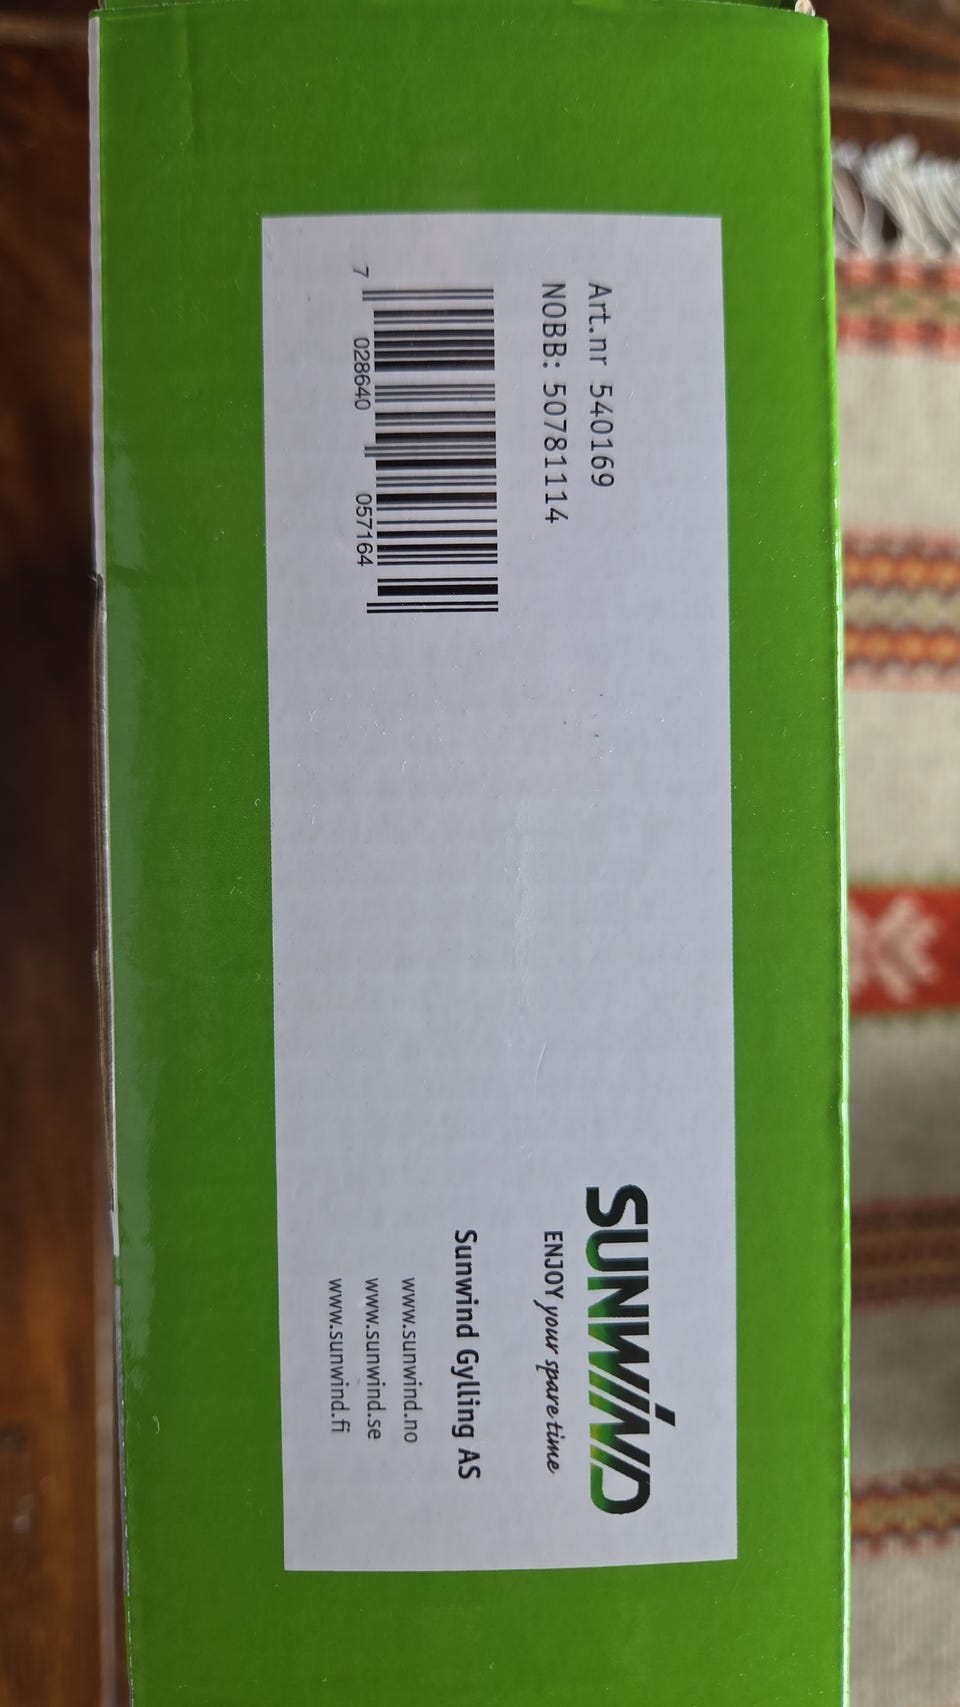 Art.nr 540169
NOBB: 50781114
7 028640 057164
SUNWIND
ENJOY your spare time
Sunwind Gylling AS
www.sunwind.no
www.sunwind.se
www.sunwind.fi